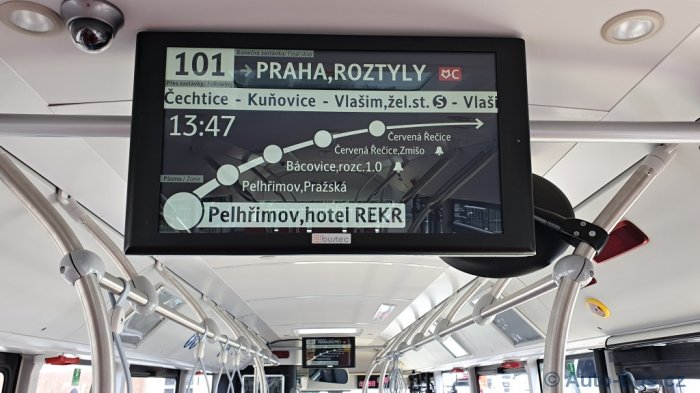 101
Konečná zastávka/Final stop
→ PRAHA,ROZTYLY C
Přes zastávky/Following
Čechtice - Kuňovice - Vlašim,žel.st. S - Vlaši
13:47
Červená Řečice
Červená Řečice,Zmišo
Bácovice,rozc.1.0
Pelhřimov,Pražská
Pásmo / Zone
Pelhřimov,hotel REKR
bustec